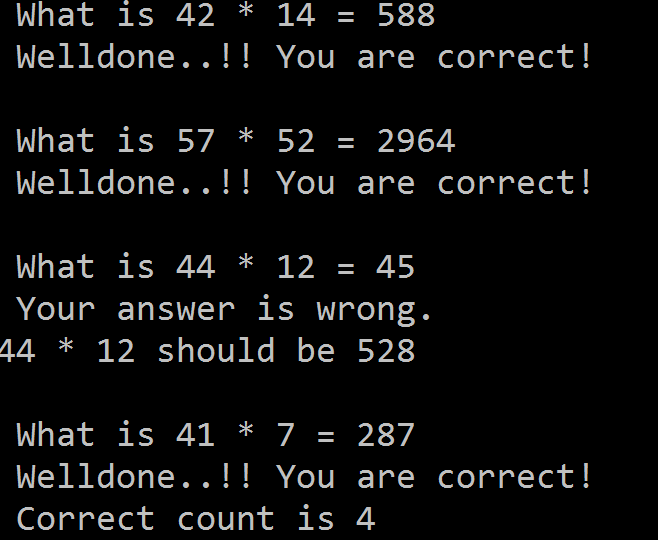 What is 42 * 14 = 588
Welldone..!! You are correct!
What is 57 * 52 = 2964
Welldone..!! You are correct!
What is 44 * 12 = 45
Your answer is wrong.
44 * 12 should be 528
What is 41 * 7 = 287
Welldone..!! You are correct!
Correct count is 4